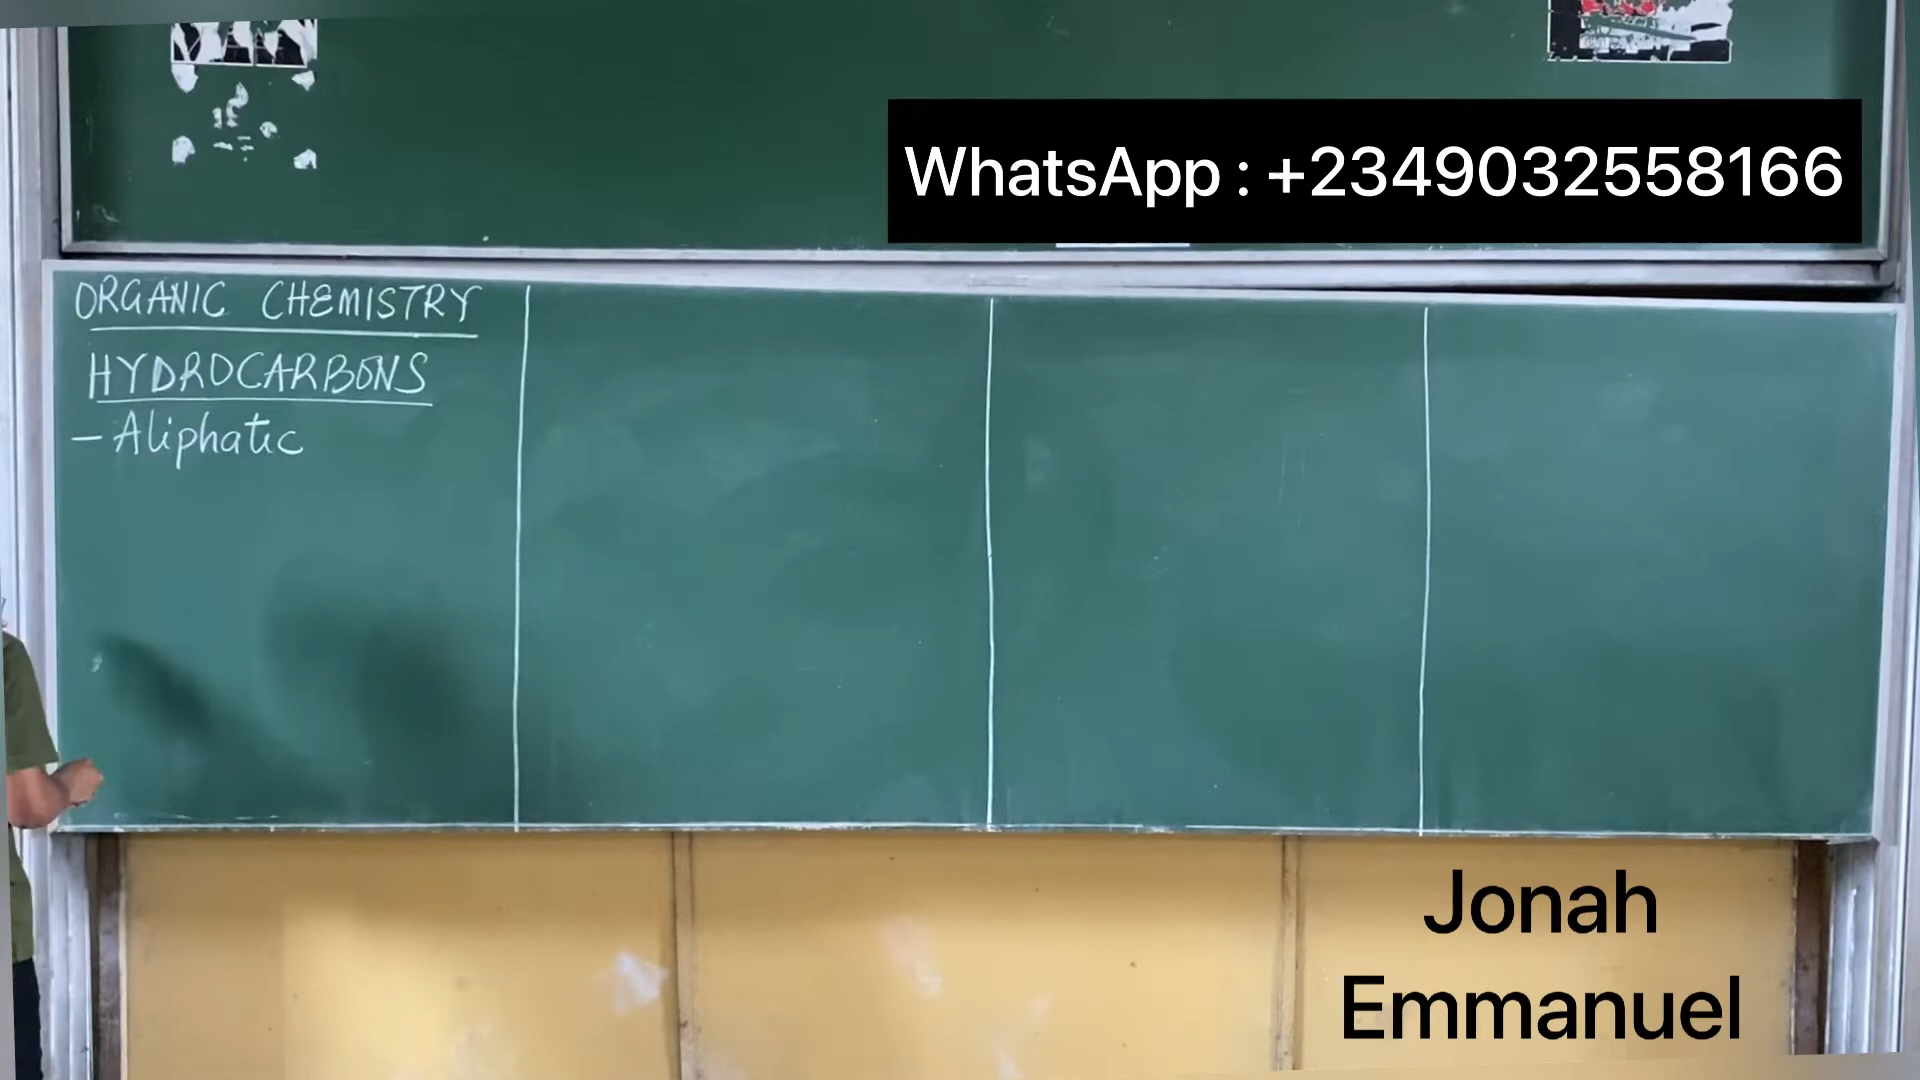 WhatsApp : +2349032558166
ORGANIC CHEMISTRY
HYDROCARBONS
– Aliphatic
Jonah
Emmanuel